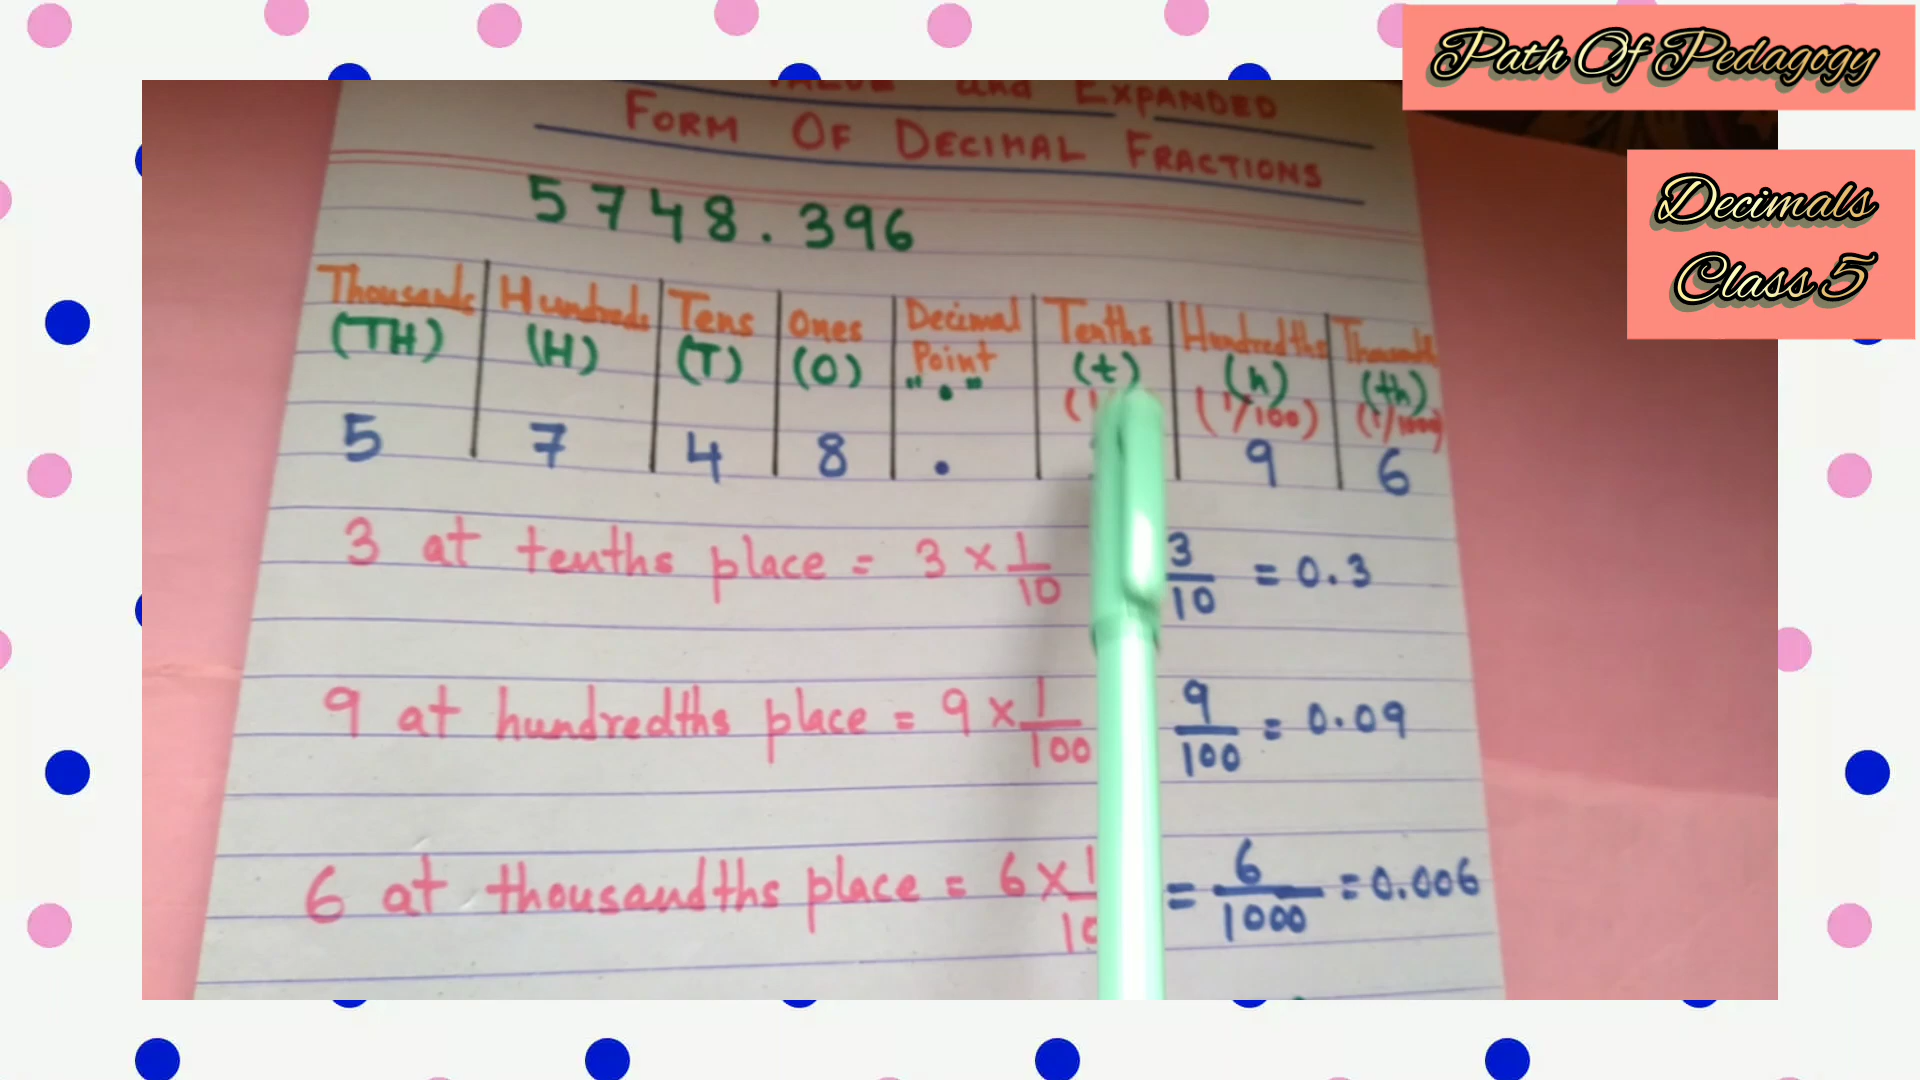 Path Of Pedagogy
Decimals
Class 5
and EXPANDED
FORM OF DECIMAL FRACTIONS
5748.396
Thousands Hundreds Tens Ones Decimal Point Tenths Hundredths
(TH) (H) (T) (O) "." (t) (h) (th)
(1/100) (1/1000)
5 7 4 8 . 9 6
3 at tenths place = 3 × 1/10 3/10 = 0.3
9 at hundredths place = 9 × 1/100 9/100 = 0.09
6 at thousandths place = 6 × 1 = 6/1000 = 0.006